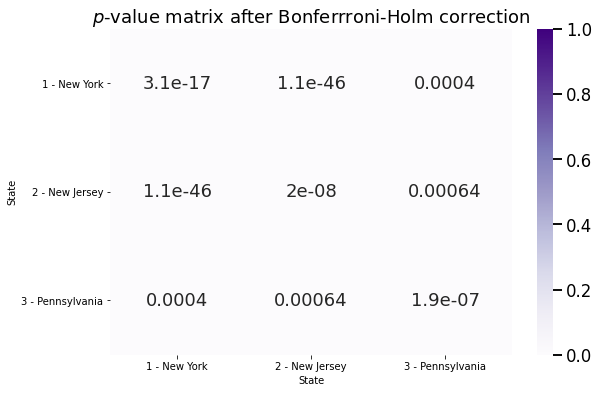 p-value matrix after Bonferrroni-Holm correction
1 - New York 3.1e-17 1.1e-46 0.0004
2 - New Jersey 1.1e-46 2e-08 0.00064
3 - Pennsylvania 0.0004 0.00064 1.9e-07
State
1 - New York 2 - New Jersey 3 - Pennsylvania
State
1.0
0.8
0.6
0.4
0.2
0.0